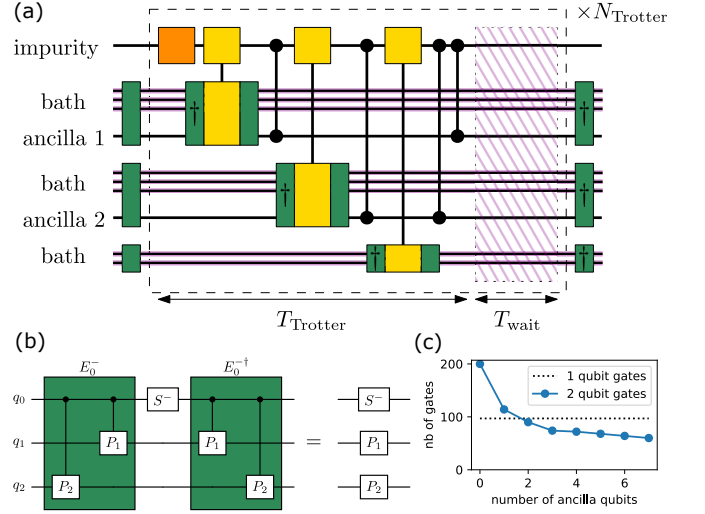 (a)
× N_Trotter
impurity
bath
†
†
ancilla 1
bath
†
†
ancilla 2
bath
†
†
T_Trotter
T_wait
(b)
E_0^-
E_0^{-†}
q_0
S^-
S^-
q_1
P_1
P_1
=
P_1
q_2
P_2
P_2
P_2
(c)
200
100
0
nb of gates
1 qubit gates
2 qubit gates
0 2 4 6
number of ancilla qubits